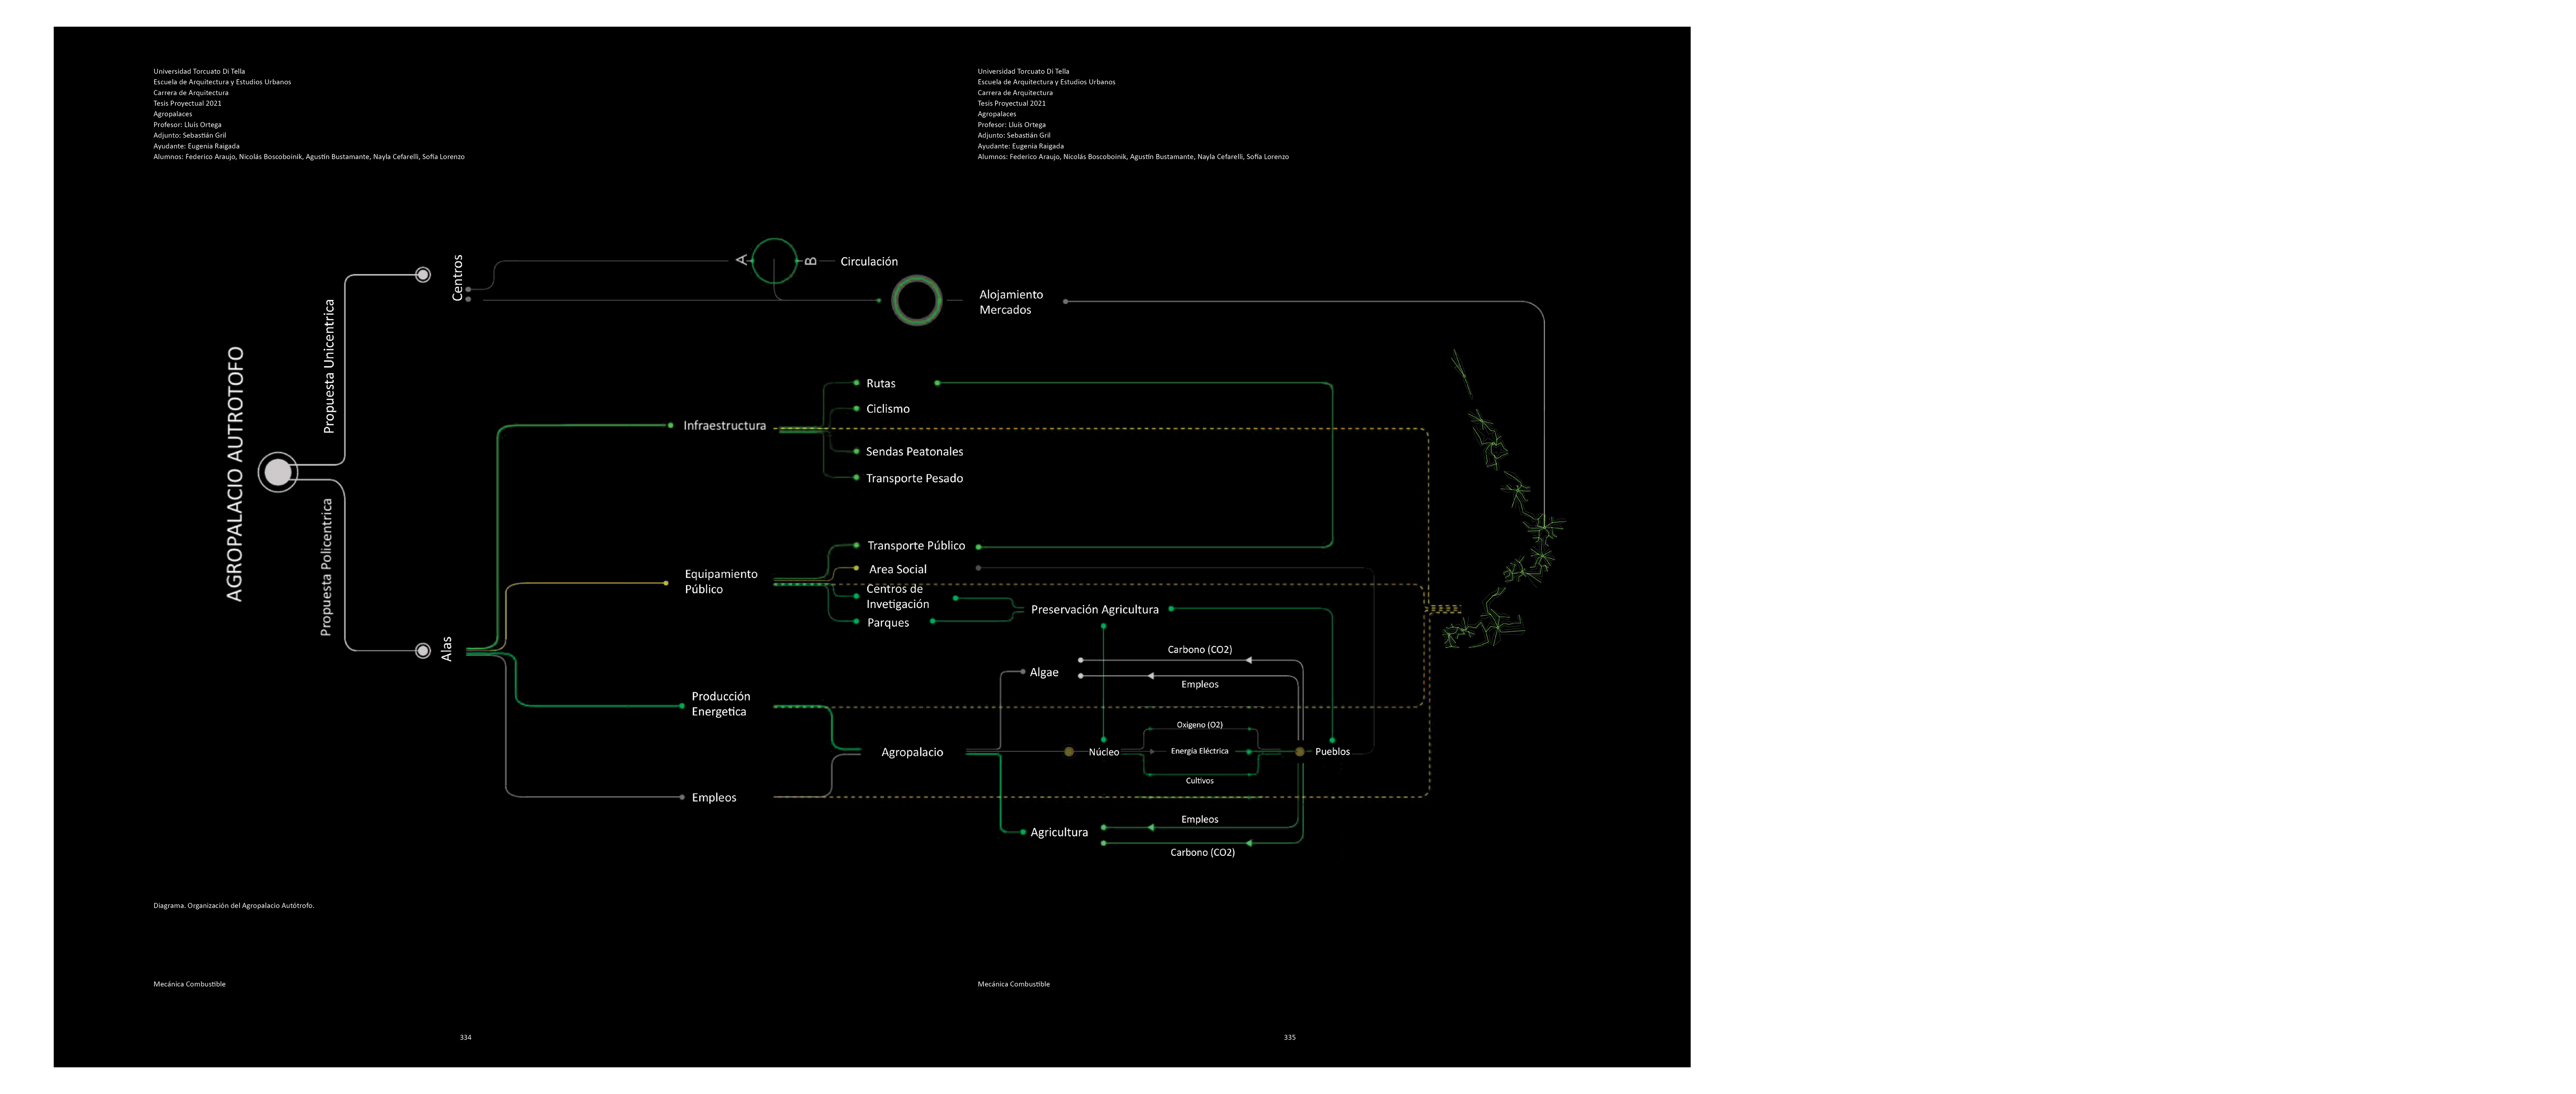 Universidad Torcuato Di Tella
Escuela de Arquitectura y Estudios Urbanos
Carrera de Arquitectura
Tesis Proyectual 2021
Agropalaces
Profesor: Lluís Ortega
Adjunto: Sebastián Gril
Ayudante: Eugenia Raigada
Alumnos: Federico Araujo, Nicolás Boscoboinik, Agustín Bustamante, Nayla Cefarelli, Sofía Lorenzo
Universidad Torcuato Di Tella
Escuela de Arquitectura y Estudios Urbanos
Carrera de Arquitectura
Tesis Proyectual 2021
Agropalaces
Profesor: Lluís Ortega
Adjunto: Sebastián Gril
Ayudante: Eugenia Raigada
Alumnos: Federico Araujo, Nicolás Boscoboinik, Agustín Bustamante, Nayla Cefarelli, Sofía Lorenzo
AGROPALACIO AUTROTOFO
Propuesta Unicentrica
Propuesta Policentrica
Centros
A
B
Circulación
Alojamiento
Mercados
Alas
Infraestructura
Rutas
Ciclismo
Sendas Peatonales
Transporte Pesado
Equipamiento
Público
Transporte Público
Area Social
Centros de
Invetigación
Parques
Preservación Agricultura
Producción
Energetica
Empleos
Agropalacio
Algae
Carbono (CO2)
Empleos
Núcleo
Oxigeno (O2)
Energía Eléctrica
Cultivos
Pueblos
Agricultura
Empleos
Carbono (CO2)
Diagrama. Organización del Agropalacio Autótrofo.
Mecánica Combustible
Mecánica Combustible
334
335